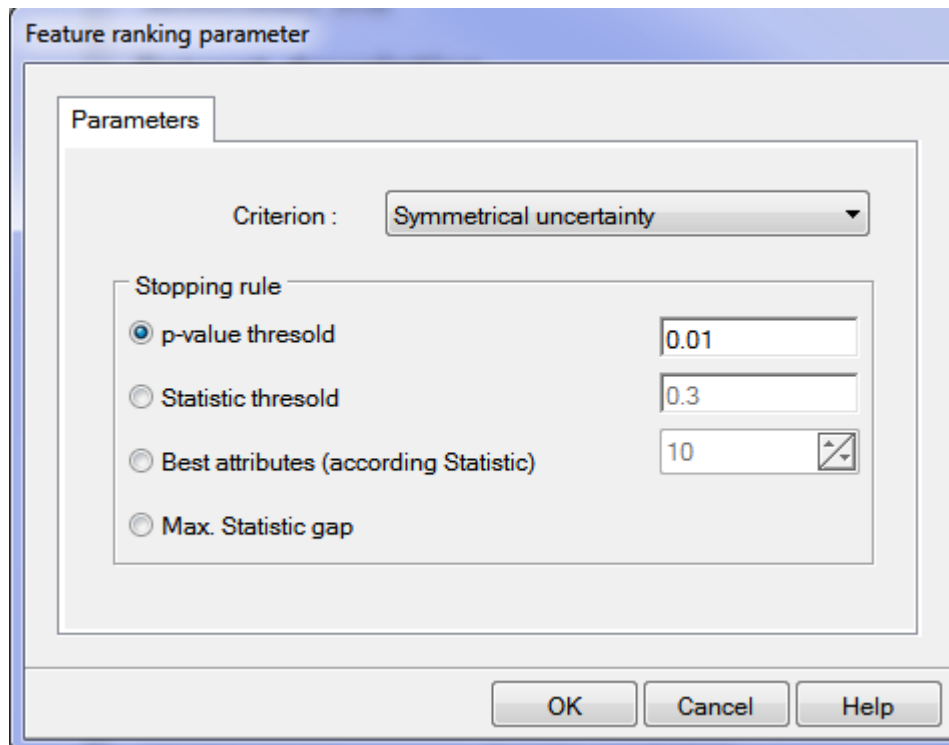 Feature ranking parameter
Parameters
Criterion : Symmetrical uncertainty
Stopping rule
p-value thresold 0.01
Statistic thresold 0.3
Best attributes (according Statistic) 10
Max. Statistic gap
OK Cancel Help